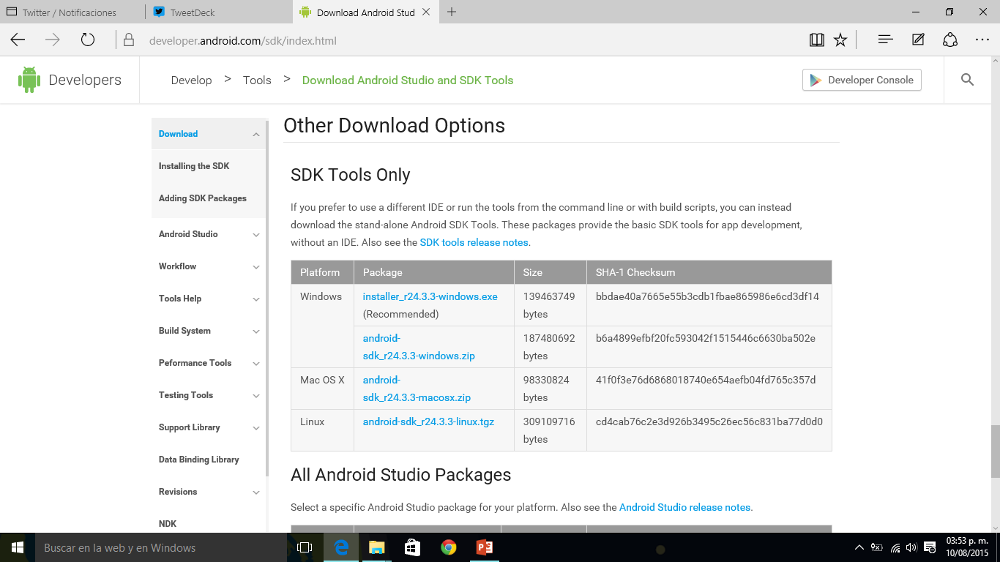 Twitter / Notificaciones
TweetDeck
Download Android Stud
developer.android.com/sdk/index.html
Developers
Develop > Tools > Download Android Studio and SDK Tools
Developer Console
Download
Installing the SDK
Adding SDK Packages
Android Studio
Workflow
Tools Help
Build System
Peformance Tools
Testing Tools
Support Library
Data Binding Library
Revisions
NDK
Other Download Options
SDK Tools Only
If you prefer to use a different IDE or run the tools from the command line or with build scripts, you can instead
download the stand-alone Android SDK Tools. These packages provide the basic SDK tools for app development,
without an IDE. Also see the SDK tools release notes.
Platform Package Size SHA-1 Checksum
Windows installer_r24.3.3-windows.exe 139463749 bbdae40a7665e55b3cdb1fbae865986e6cd3df14
(Recommended) bytes
android- 187480692 b6a4899efbf20fc593042f1515446c6630ba502e
sdk_r24.3.3-windows.zip bytes
Mac OS X android- 98330824 41f0f3e76d6868018740e654aefb04fd765c357d
sdk_r24.3.3-macosx.zip bytes
Linux android-sdk_r24.3.3-linux.tgz 309109716 cd4cab76c2e3d926b3495c26ec56c831ba77d0d0
bytes
All Android Studio Packages
Select a specific Android Studio package for your platform. Also see the Android Studio release notes.
Buscar en la web y en Windows
03:53 p. m.
10/08/2015